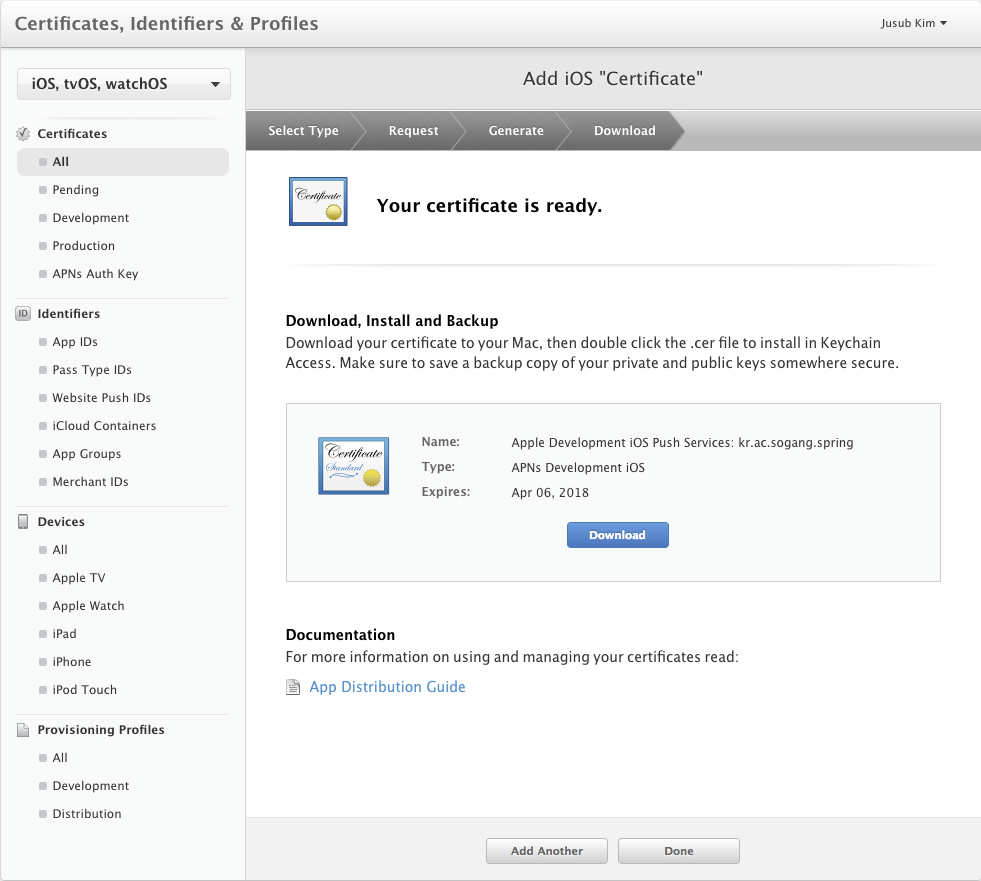 Certificates, Identifiers & Profiles
Jusub Kim
iOS, tvOS, watchOS
Certificates
All
Pending
Development
Production
APNs Auth Key
ID Identifiers
App IDs
Pass Type IDs
Website Push IDs
iCloud Containers
App Groups
Merchant IDs
Devices
All
Apple TV
Apple Watch
iPad
iPhone
iPod Touch
Provisioning Profiles
All
Development
Distribution
Add iOS "Certificate"
Select Type
Request
Generate
Download
Certificate
Your certificate is ready.
Download, Install and Backup
Download your certificate to your Mac, then double click the .cer file to install in Keychain
Access. Make sure to save a backup copy of your private and public keys somewhere secure.
Certificate
Standard
Name: Apple Development iOS Push Services: kr.ac.sogang.spring
Type: APNs Development iOS
Expires: Apr 06, 2018
Download
Documentation
For more information on using and managing your certificates read:
App Distribution Guide
Add Another
Done